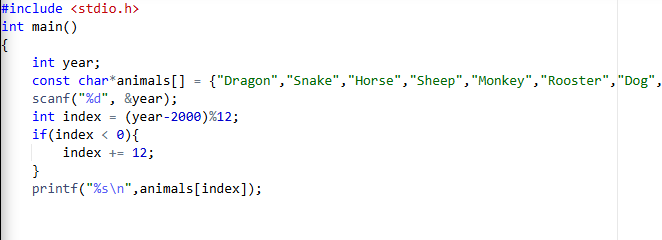 #include <stdio.h>
int main()
{
    int year;
    const char*animals[] = {"Dragon","Snake","Horse","Sheep","Monkey","Rooster","Dog",
    scanf("%d", &year);
    int index = (year-2000)%12;
    if(index < 0){
        index += 12;
    }
    printf("%s\n",animals[index]);